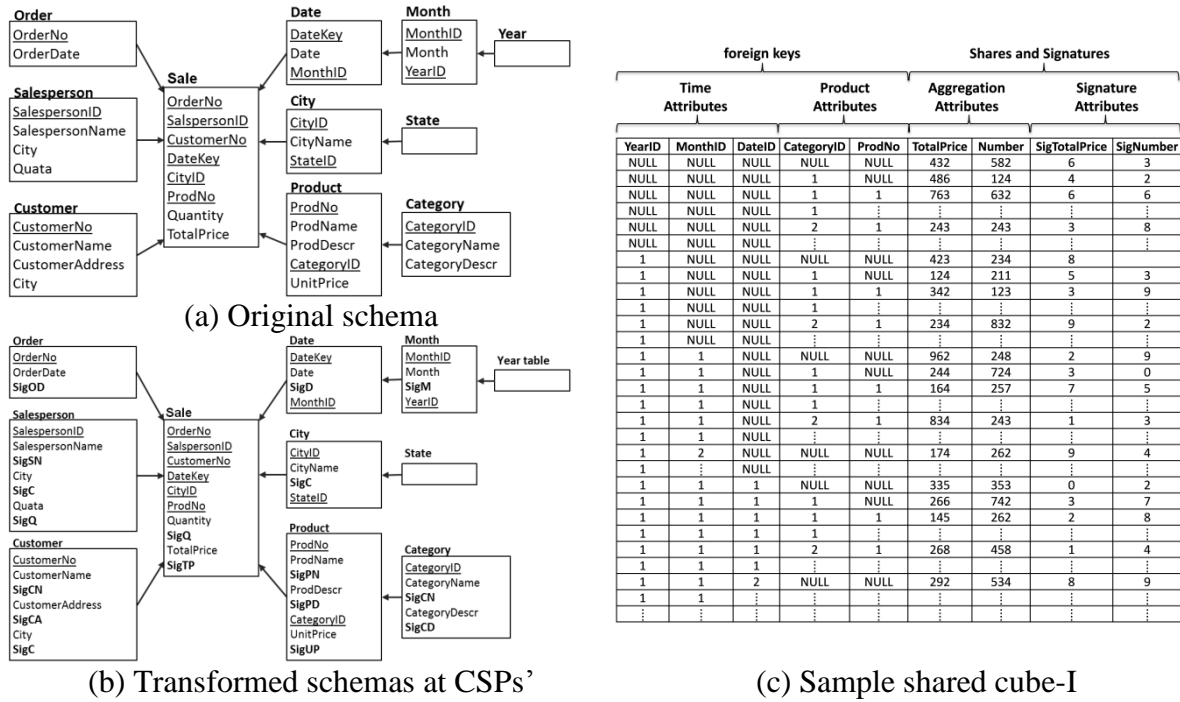 Order
OrderNo
OrderDate
Salesperson
SalespersonID
SalespersonName
City
Quata
Customer
CustomerNo
CustomerName
CustomerAddress
City
Sale
OrderNo
SalspersonID
CustomerNo
DateKey
CityID
ProdNo
Quantity
TotalPrice
Date
DateKey
Date
MonthID
Month
MonthID
Month
YearID
Year
City
CityID
CityName
StateID
State
Product
ProdNo
ProdName
ProdDescr
CategoryID
UnitPrice
Category
CategoryID
CategoryName
CategoryDescr
(a) Original schema
Order
OrderNo
OrderDate
SigOD
Salesperson
SalespersonID
SalespersonName
SigSN
City
SigC
Quata
SigQ
Customer
CustomerNo
CustomerName
SigCN
CustomerAddress
SigCA
City
SigC
Sale
OrderNo
SalspersonID
CustomerNo
DateKey
CityID
ProdNo
Quantity
SigQ
TotalPrice
SigTP
Date
DateKey
Date
SigD
MonthID
Month
MonthID
Month
SigM
YearID
Year table
City
CityID
CityName
SigC
StateID
State
Product
ProdNo
ProdName
SigPN
ProdDescr
SigPD
CategoryID
UnitPrice
SigUP
Category
CategoryID
CategoryName
SigCN
CategoryDescr
SigCD
(b) Transformed schemas at CSPs’
foreign keys Shares and Signatures
Time Attributes Product Attributes Aggregation Attributes Signature Attributes
YearID MonthID DateID CategoryID ProdNo TotalPrice Number SigTotalPrice SigNumber
NULL NULL NULL NULL NULL 432 582 6 3
NULL NULL NULL 1 NULL 486 124 4 2
NULL NULL NULL 1 1 763 632 6 6
NULL NULL NULL 1 ⋮ ⋮ ⋮ ⋮ ⋮
NULL NULL NULL 2 1 243 243 3 8
NULL NULL NULL ⋮ ⋮ ⋮ ⋮ ⋮ ⋮
1 NULL NULL NULL NULL 423 234 8
1 NULL NULL 1 NULL 124 211 5 3
1 NULL NULL 1 1 342 123 3 9
1 NULL NULL 1 ⋮ ⋮ ⋮ ⋮ ⋮
1 NULL NULL 2 1 234 832 9 2
1 NULL NULL ⋮ ⋮ ⋮ ⋮ ⋮ ⋮
1 1 NULL NULL NULL 962 248 2 9
1 1 NULL 1 NULL 244 724 3 0
1 1 NULL 1 1 164 257 7 5
1 1 NULL 1 ⋮ ⋮ ⋮ ⋮ ⋮
1 1 NULL 2 1 834 243 1 3
1 1 NULL ⋮ ⋮ ⋮ ⋮ ⋮ ⋮
1 2 NULL NULL NULL 174 262 9 4
1 ⋮ NULL ⋮ ⋮ ⋮ ⋮ ⋮ ⋮
1 1 1 NULL NULL 335 353 0 2
1 1 1 1 NULL 266 742 3 7
1 1 1 1 1 145 262 2 8
1 1 1 1 ⋮ ⋮ ⋮ ⋮ ⋮
1 1 1 2 1 268 458 1 4
1 1 1 ⋮ ⋮ ⋮ ⋮ ⋮ ⋮
1 1 2 NULL NULL 292 534 8 9
1 1 ⋮ ⋮ ⋮ ⋮ ⋮ ⋮ ⋮
⋮ ⋮ ⋮ ⋮ ⋮ ⋮ ⋮ ⋮ ⋮
(c) Sample shared cube-I